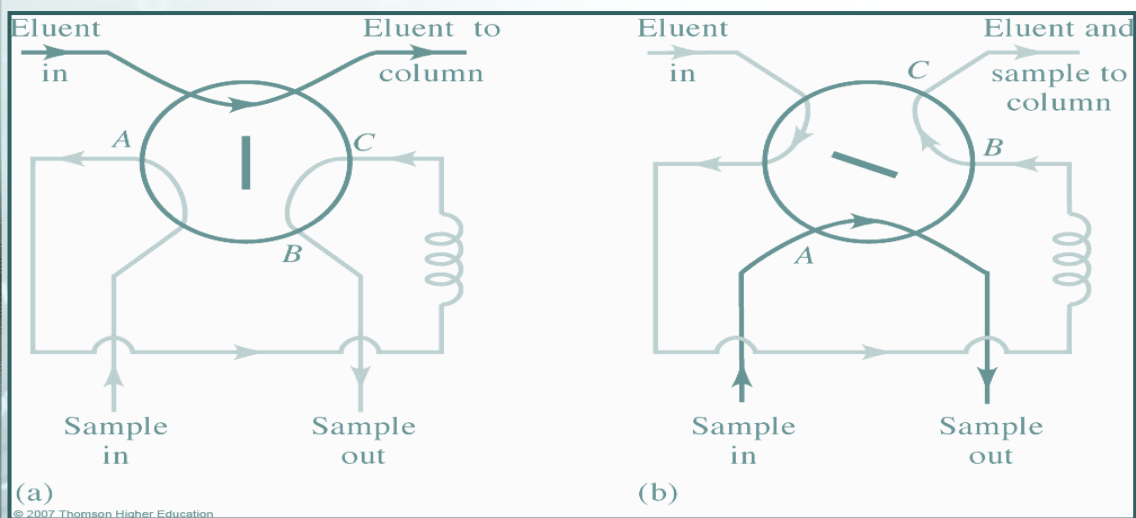 Eluent
in
Eluent to
column
A
C
B
Sample
in
Sample
out
(a)
© 2007 Thomson Higher Education
Eluent
in
Eluent and
sample to
column
C
B
A
Sample
in
Sample
out
(b)